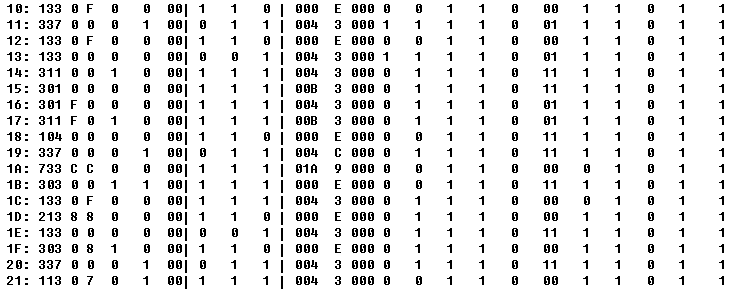 10: 133 0 F 0 0 00| 1 1 0 | 000 E 000 0 0 1 1 0 00 1 1 0 1 1
11: 337 0 0 0 1 00| 0 1 1 | 004 3 000 1 1 1 1 0 01 1 1 0 1 1
12: 133 0 F 0 0 00| 1 1 0 | 000 E 000 0 0 1 1 0 00 1 1 0 1 1
13: 133 0 0 0 0 00| 0 0 1 | 004 3 000 1 1 1 1 0 01 1 1 0 1 1
14: 311 0 0 1 0 00| 1 1 1 | 004 3 000 0 1 1 1 0 11 1 1 0 1 1
15: 301 0 0 0 0 00| 1 1 1 | 00B 3 000 0 1 1 1 0 11 1 1 0 1 1
16: 301 F 0 0 0 00| 1 1 1 | 004 3 000 0 1 1 1 0 01 1 1 0 1 1
17: 311 F 0 1 0 00| 1 1 1 | 00B 3 000 0 1 1 1 0 01 1 1 0 1 1
18: 104 0 0 0 0 00| 1 1 0 | 000 E 000 0 0 1 1 0 11 1 1 0 1 1
19: 337 0 0 0 1 00| 0 1 1 | 004 C 000 0 1 1 1 0 11 1 1 0 1 1
1A: 733 C C 0 0 00| 1 1 1 | 01A 9 000 0 0 1 1 0 00 0 1 0 1 1
1B: 303 0 0 1 1 00| 1 1 1 | 000 E 000 0 0 1 1 0 11 1 1 0 1 1
1C: 133 0 F 0 0 00| 1 1 1 | 004 3 000 0 1 1 1 0 00 0 1 0 1 1
1D: 213 8 8 0 0 00| 1 1 0 | 000 E 000 0 1 1 1 0 00 1 1 0 1 1
1E: 133 0 0 0 0 00| 0 0 1 | 004 3 000 0 1 1 1 0 11 1 1 0 1 1
1F: 303 0 8 1 0 00| 1 1 0 | 000 E 000 0 1 1 1 0 00 1 1 0 1 1
20: 337 0 0 0 1 00| 0 1 1 | 004 3 000 0 1 1 1 0 11 1 1 0 1 1
21: 113 0 7 0 1 00| 1 1 1 | 004 3 000 0 0 1 1 0 00 1 1 0 1 1